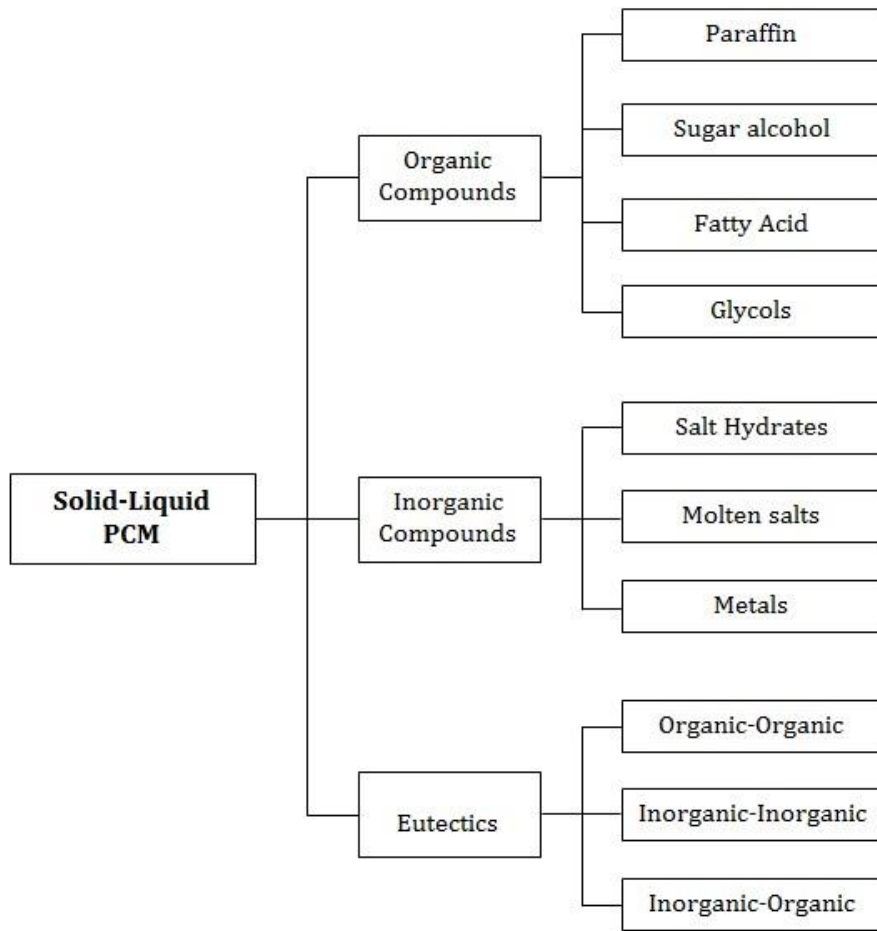 Paraffin
Sugar alcohol
Organic
Compounds
Fatty Acid
Glycols
Salt Hydrates
Solid-Liquid
PCM
Inorganic
Compounds
Molten salts
Metals
Organic-Organic
Eutectics
Inorganic-Inorganic
Inorganic-Organic